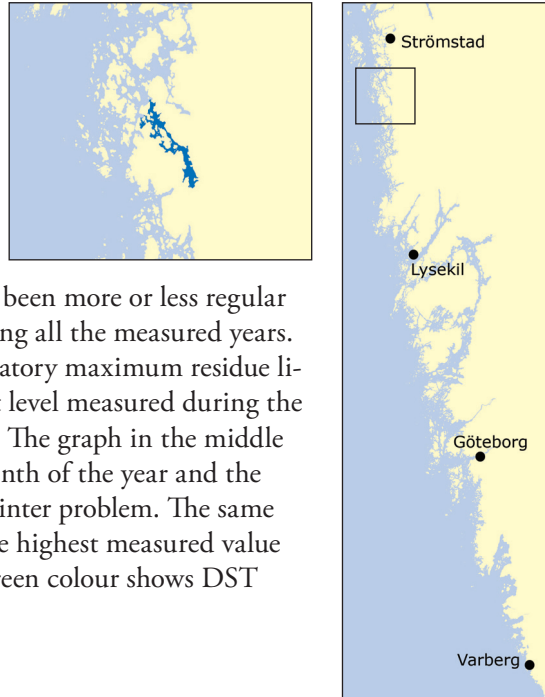 Strömstad
Lysekil
Göteborg
Varberg
been more or less regular
ng all the measured years.
atory maximum residue li-
t level measured during the
The graph in the middle
nth of the year and the
inter problem. The same
e highest measured value
reen colour shows DST